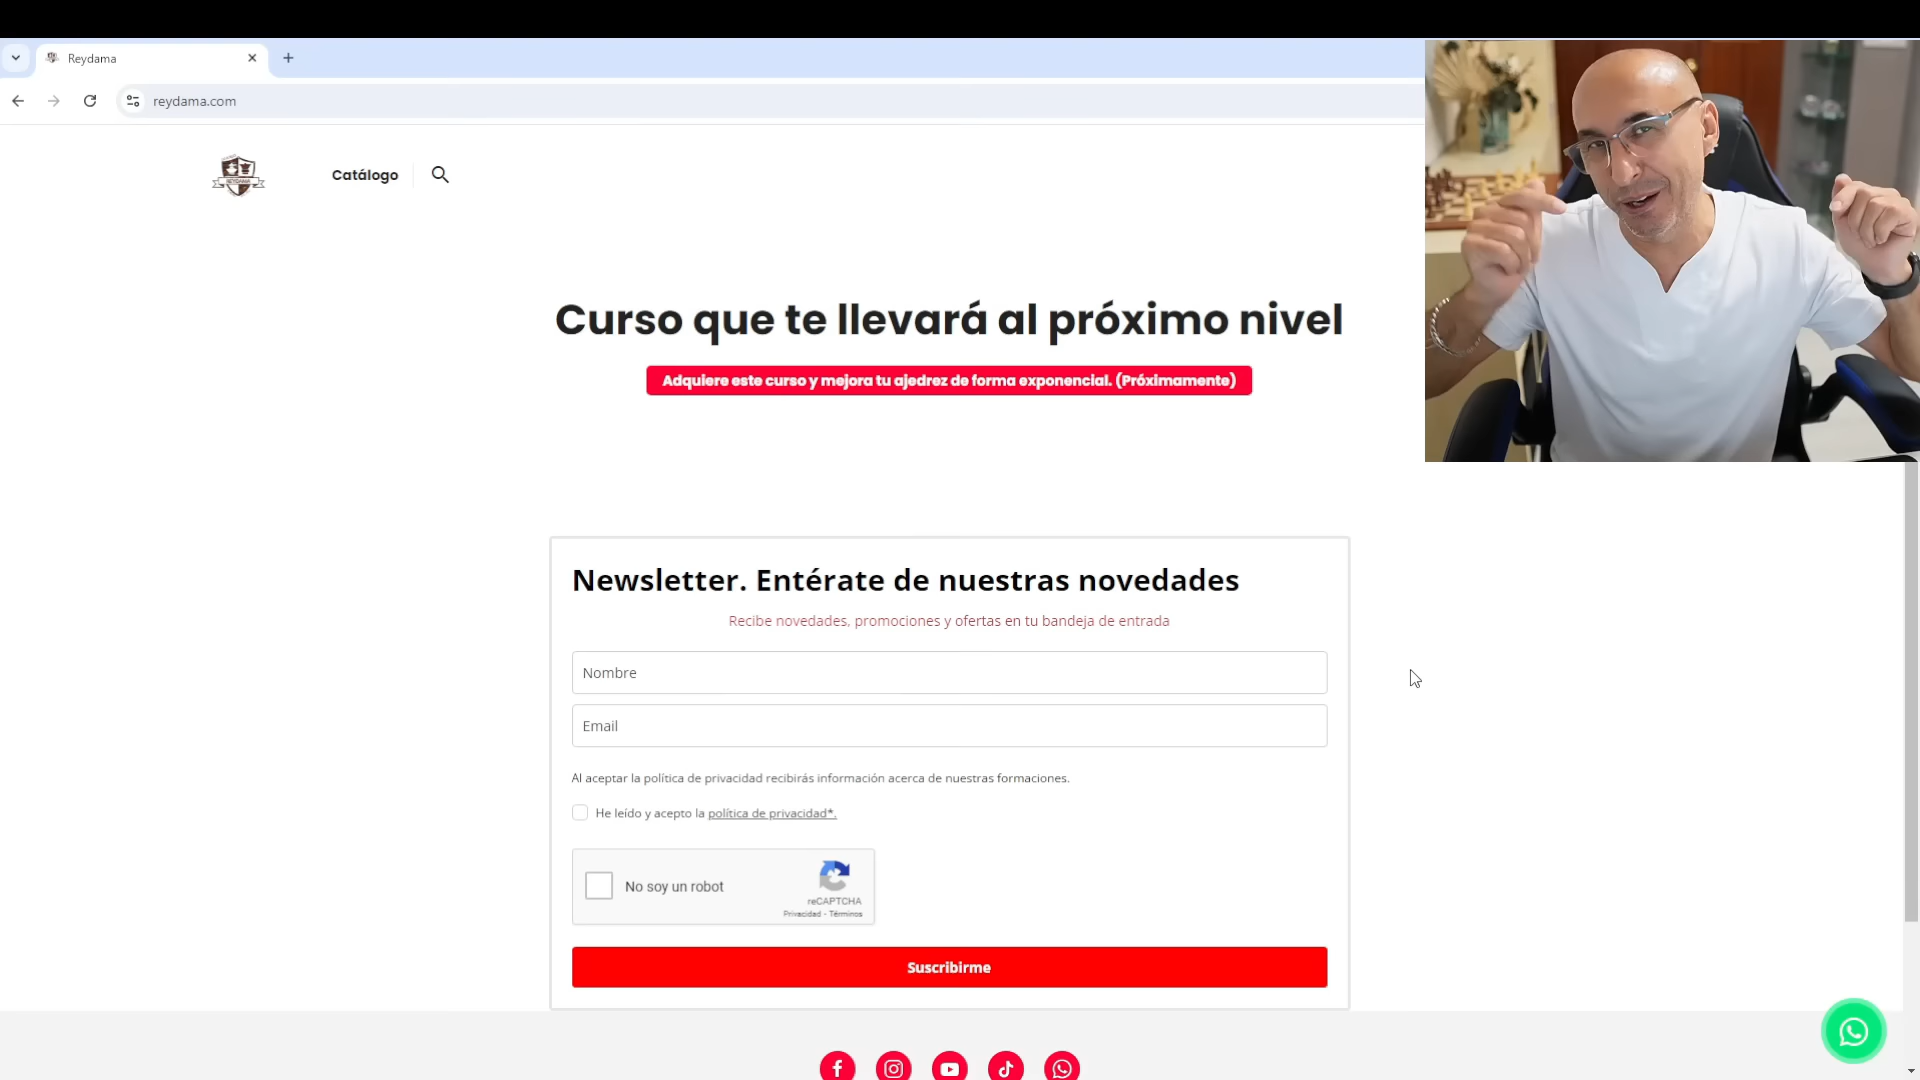 Reydama
reydama.com
Catálogo
Curso que te llevará al próximo nivel
Adquiere este curso y mejora tu ajedrez de forma exponencial. (Próximamente)
Newsletter. Entérate de nuestras novedades
Recibe novedades, promociones y ofertas en tu bandeja de entrada
Nombre
Email
Al aceptar la política de privacidad recibirás información acerca de nuestras formaciones.
He leído y acepto la política de privacidad*.
No soy un robot
reCAPTCHA
Privacidad - Términos
Suscribirme